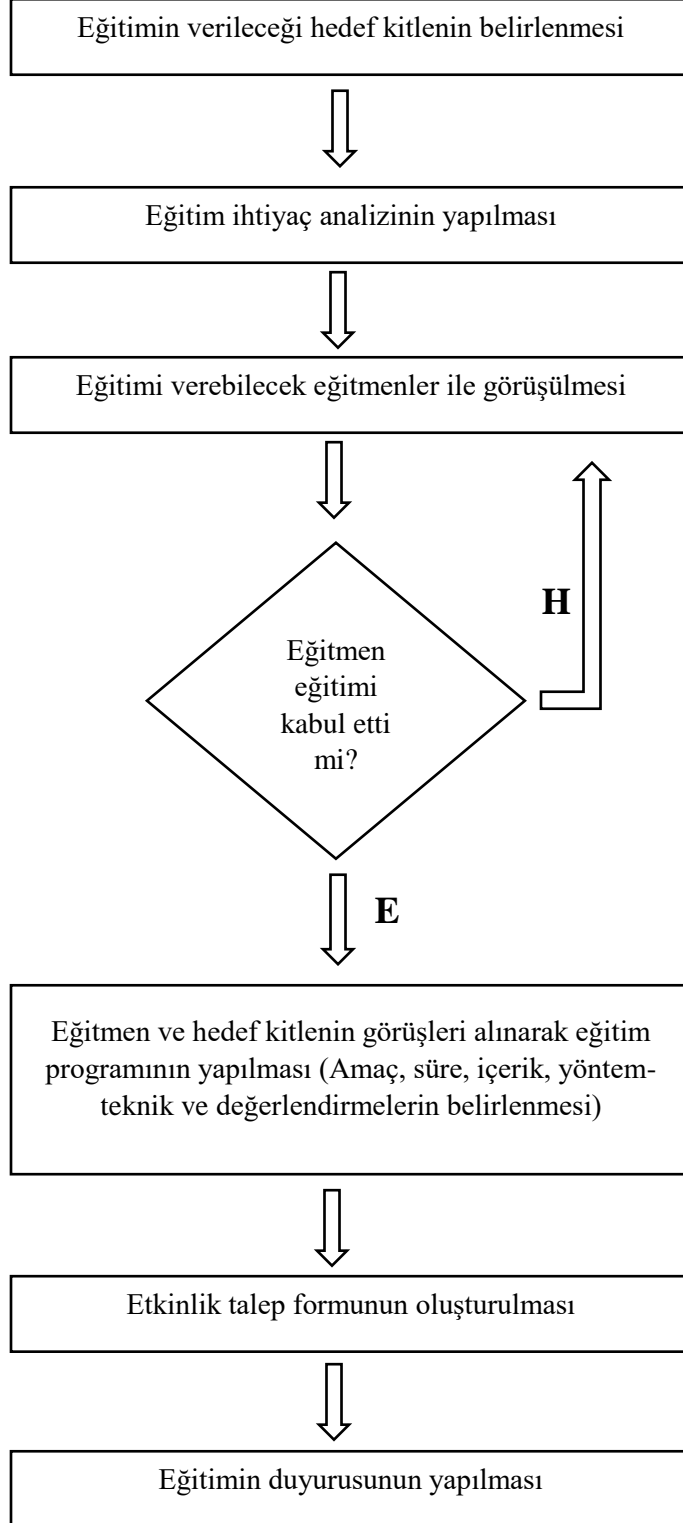 Eğitimin verileceği hedef kitlenin belirlenmesi
Eğitim ihtiyaç analizinin yapılması
Eğitimi verebilecek eğitmenler ile görüşülmesi
H
Eğitmen
eğitimi
kabul etti
mi?
E
Eğitmen ve hedef kitlenin görüşleri alınarak eğitim
programının yapılması (Amaç, süre, içerik, yöntem-
teknik ve değerlendirmelerin belirlenmesi)
Etkinlik talep formunun oluşturulması
Eğitimin duyurusunun yapılması